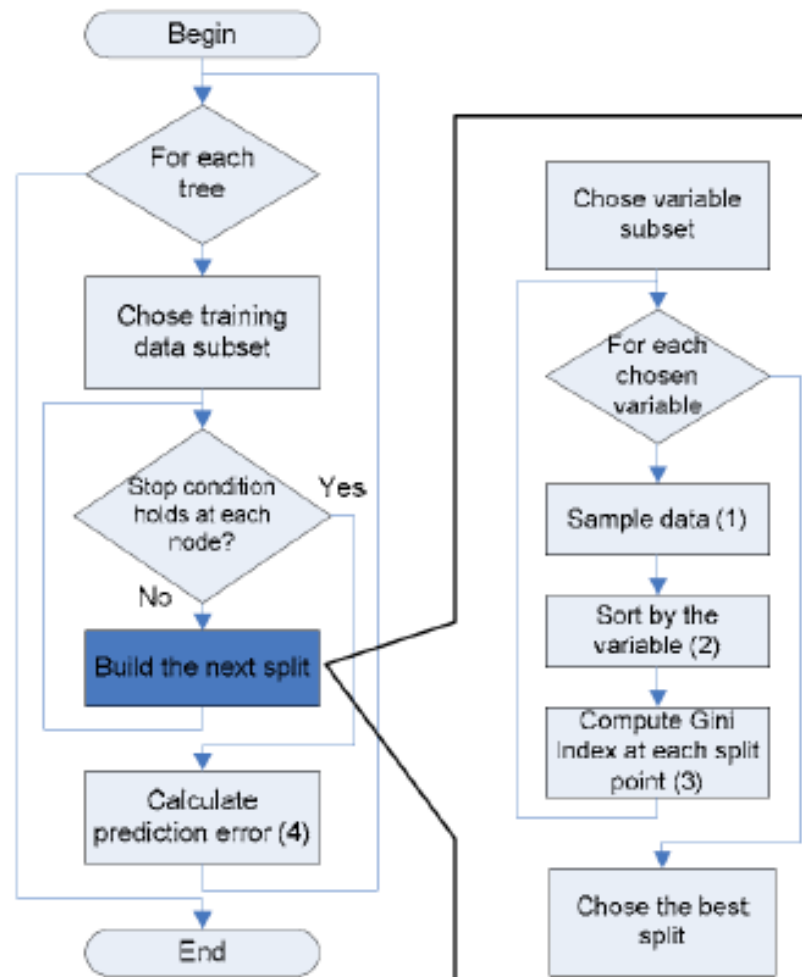 Begin
For each
tree
Chose training
data subset
Stop condition
holds at each
node?
Yes
No
Build the next split
Calculate
prediction error (4)
End
Chose variable
subset
For each
chosen
variable
Sample data (1)
Sort by the
variable (2)
Compute Gini
Index at each split
point (3)
Chose the best
split